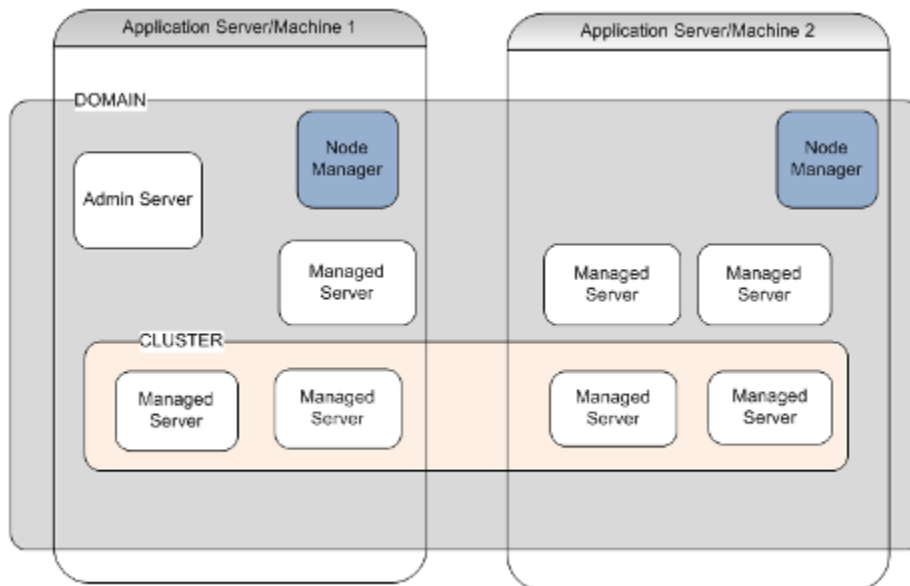 Application Server/Machine 1
Application Server/Machine 2
DOMAIN
Node
Manager
Node
Manager
Admin Server
Managed
Server
Managed
Server
Managed
Server
CLUSTER
Managed
Server
Managed
Server
Managed
Server
Managed
Server